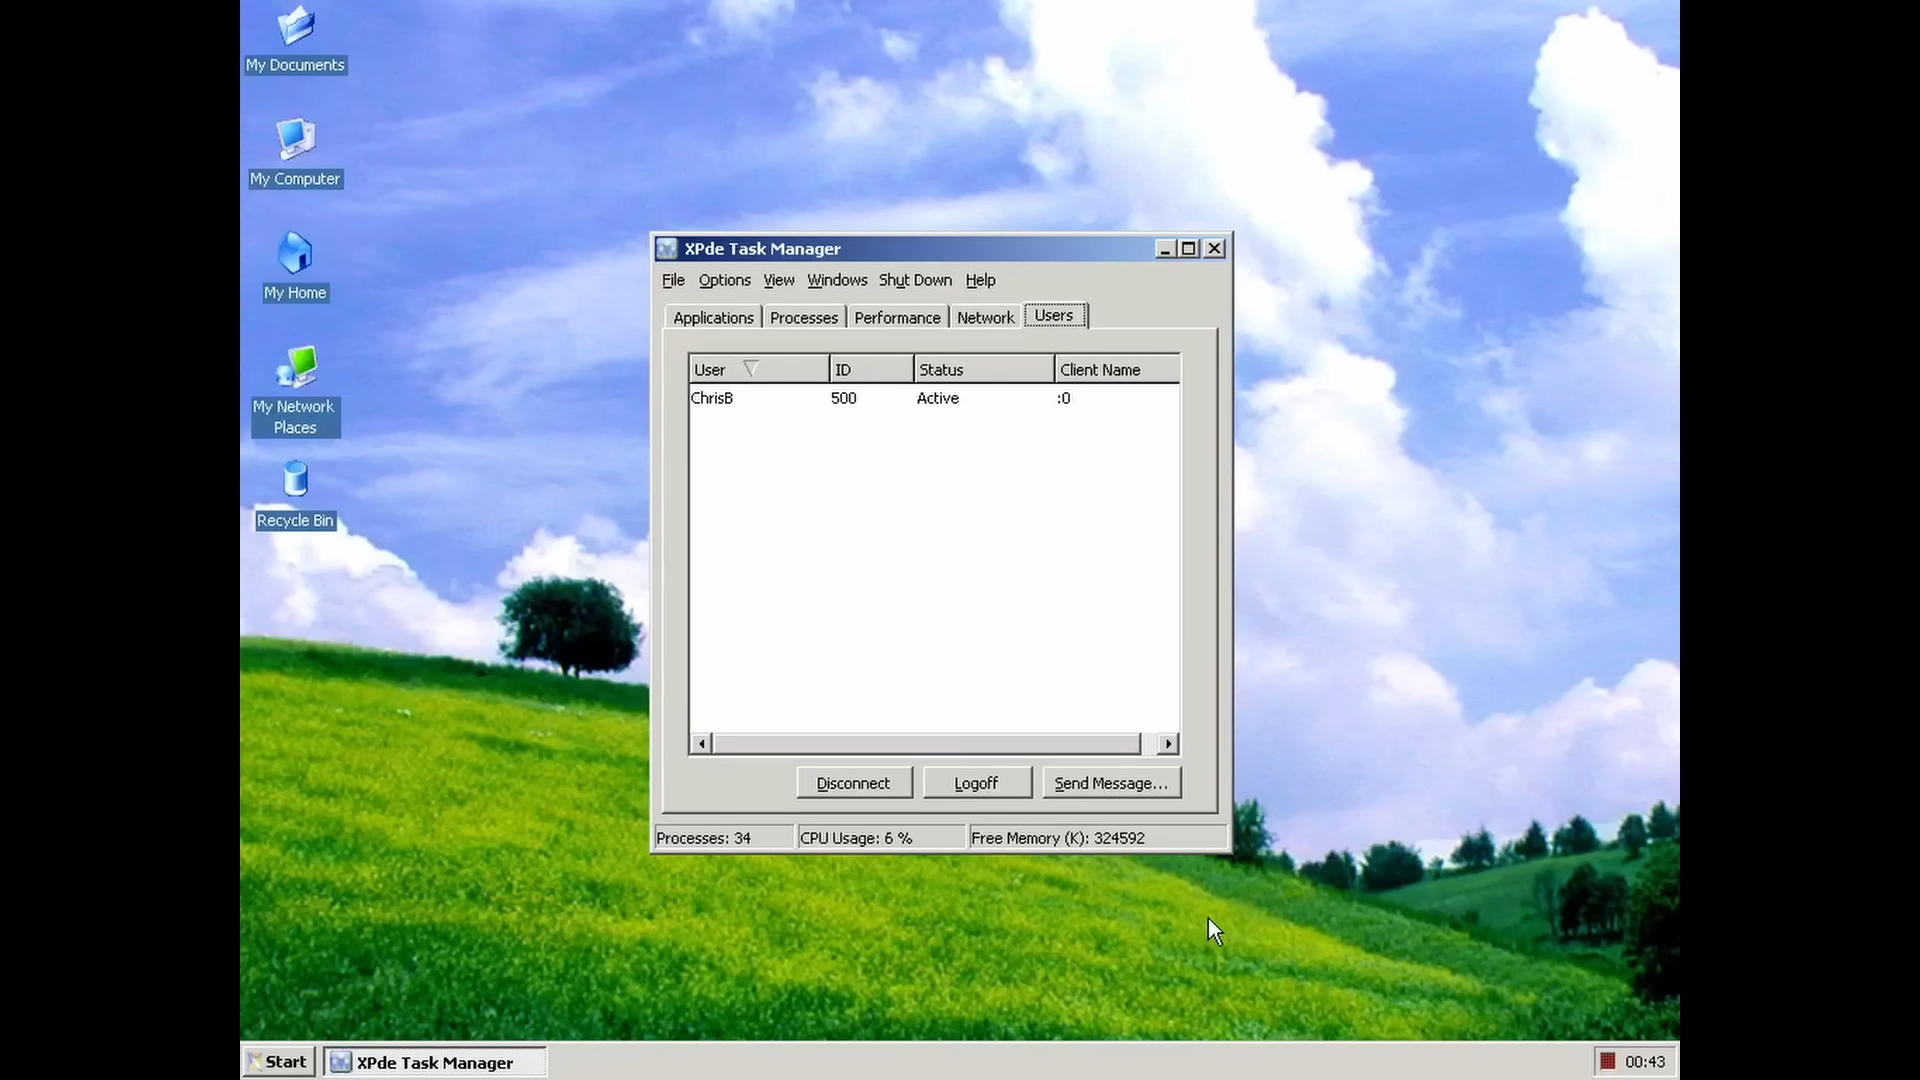 My Documents
My Computer
My Home
My Network
Places
Recycle Bin
XPde Task Manager
File Options View Windows Shut Down Help
Applications Processes Performance Network Users
User ID Status Client Name
ChrisB 500 Active :0
Disconnect Logoff Send Message...
Processes: 34 CPU Usage: 6 % Free Memory (K): 324592
Start XPde Task Manager 00:43